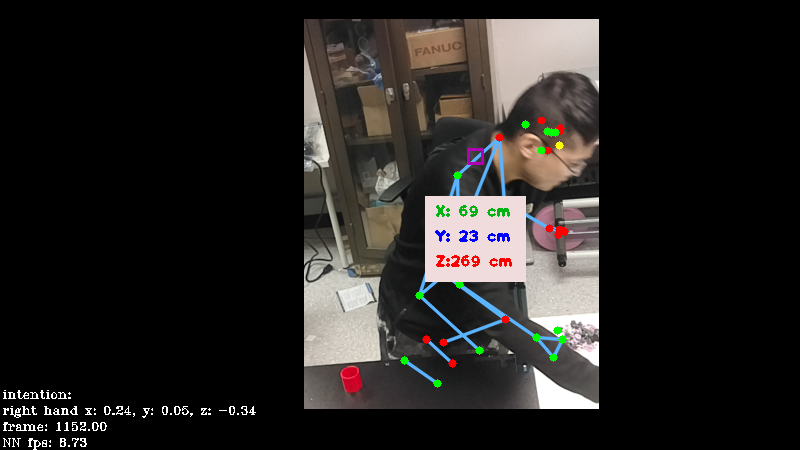 FANUC
X: 69 cm
Y: 23 cm
Z:269 cm
intention:
right hand x: 0.24, y: 0.05, z: -0.34
frame: 1152.00
NN fps: 8.73